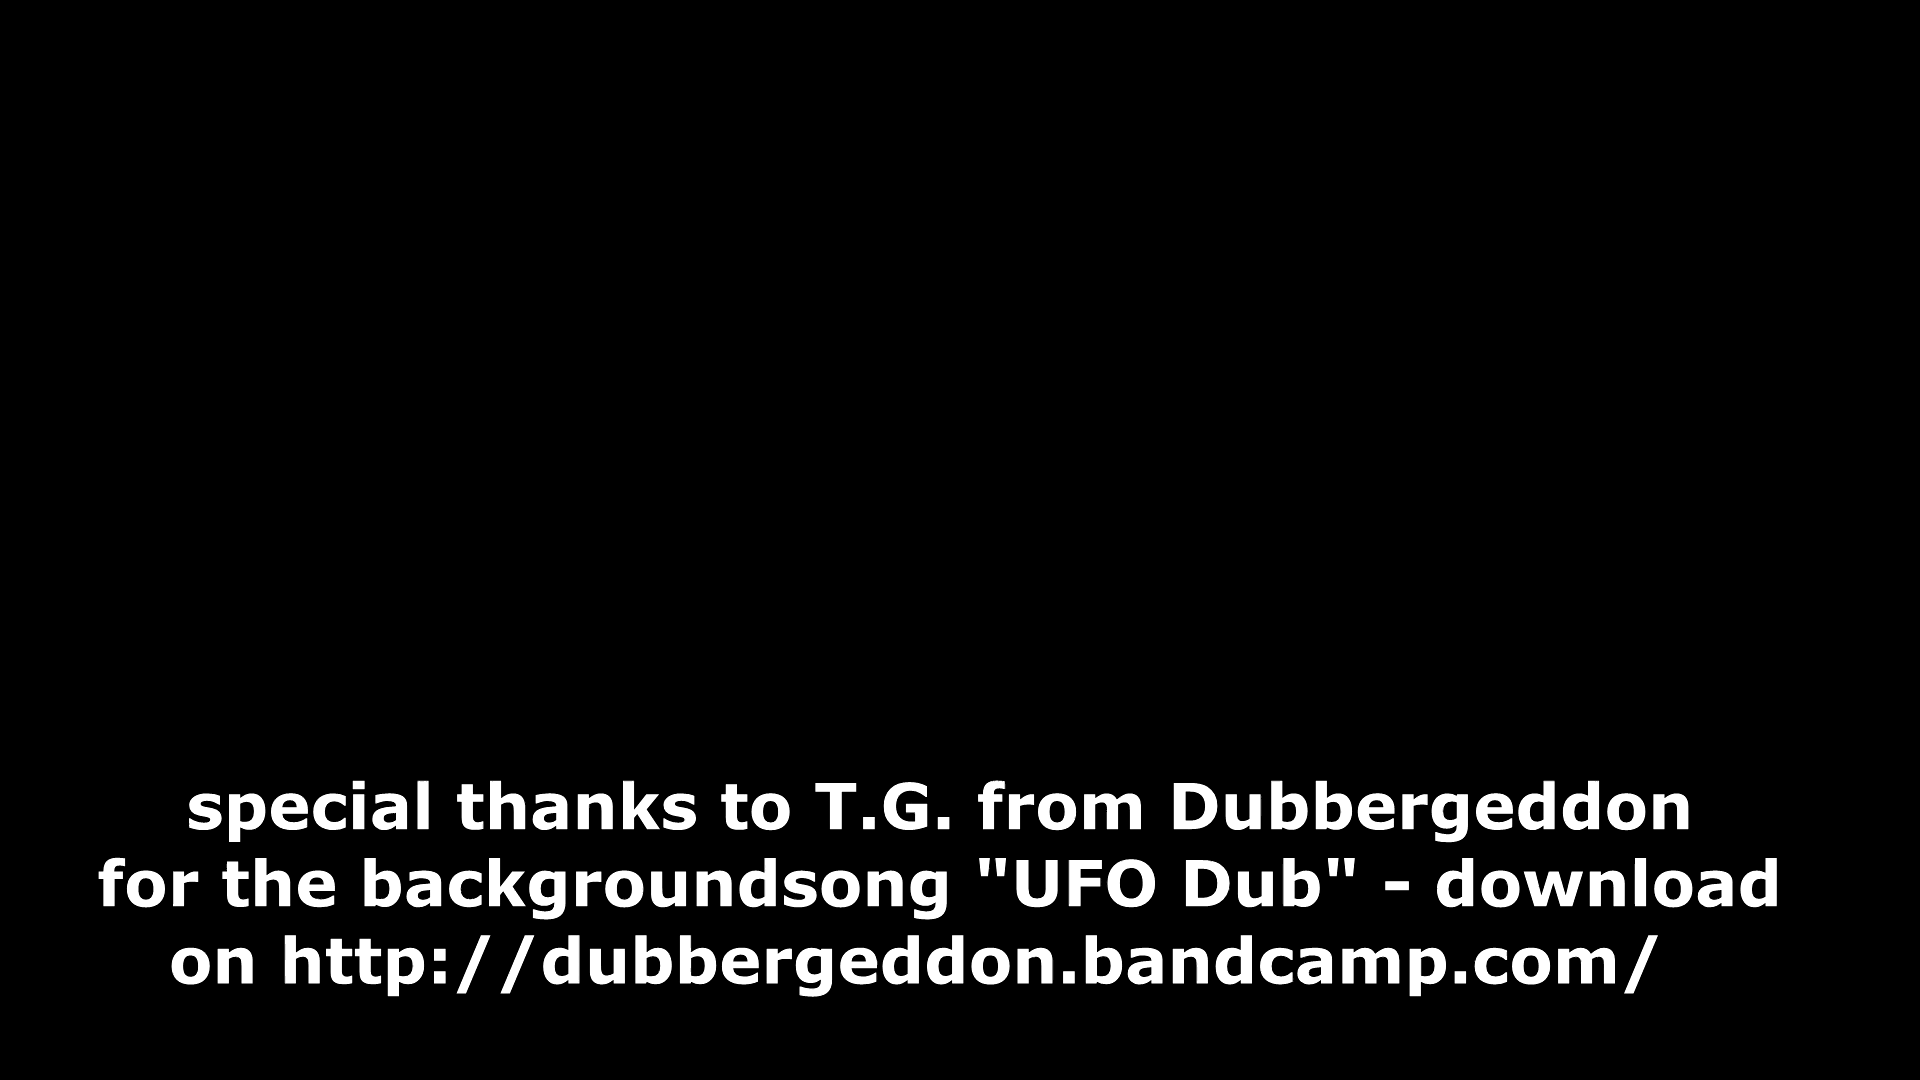 special thanks to T.G. from Dubbergeddon
for the backgroundsong "UFO Dub" - download
on http://dubbergeddon.bandcamp.com/